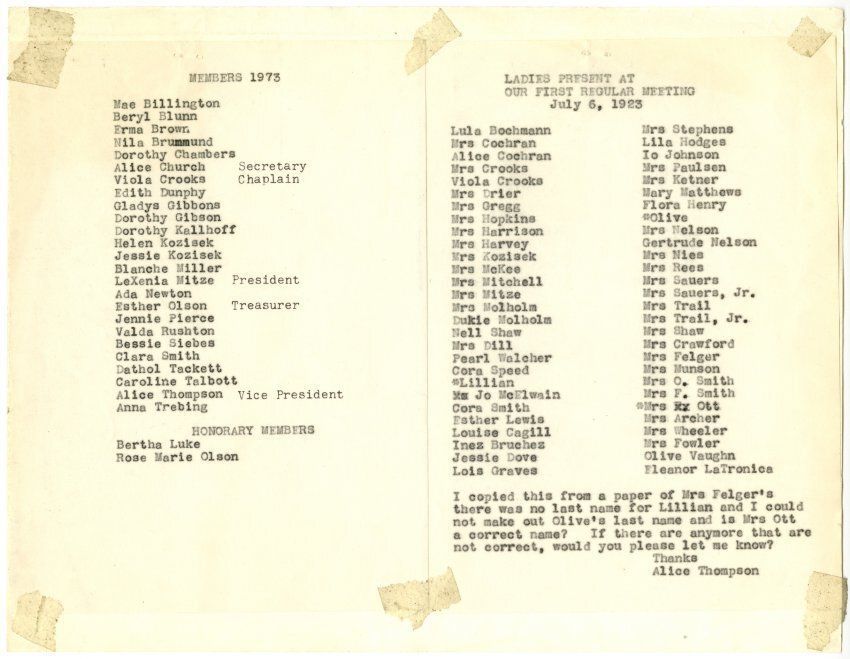 MEMBERS 1973
Mae Billington
Beryl Blunn
Erma Brown
Nila Brummund
Dorothy Chambers
Alice Church Secretary
Viola Crooks Chaplain
Edith Dunphy
Gladys Gibbons
Dorothy Gibson
Dorothy Kallhoff
Helen Kozisek
Jessie Kozisek
Blanche Miller
LeXenia Mitze President
Ada Newton
Esther Olson Treasurer
Jennie Pierce
Valda Rushton
Bessie Siebes
Clara Smith
Dathol Tackett
Caroline Talbott
Alice Thompson Vice President
Anna Trebing
HONORARY MEMBERS
Bertha Luke
Rose Marie Olson
LADIES PRESENT AT
OUR FIRST REGULAR MEETING
July 6, 1923
Lula Bochmann
Mrs Cochran
Alice Cochran
Mrs Crooks
Viola Crooks
Mrs Drier
Mrs Gregg
Mrs Hopkins
Mrs Harrison
Mrs Harvey
Mrs Kozisek
Mrs McKee
Mrs Mitchell
Mrs Mitze
Mrs Molholm
Dukie Molholm
Nell Shaw
Mrs Dill
Pearl Walcher
Cora Speed
*Lillian
Jo McElwain
Cora Smith
Esther Lewis
Louise Cagill
Inez Bruchez
Jessie Dove
Lois Graves
Mrs Stephens
Lila Hodges
Io Johnson
Mrs Paulsen
Mrs Ketner
Mary Matthews
Flora Henry
*Olive
Mrs Nelson
Gertrude Nelson
Mrs Nies
Mrs Rees
Mrs Sauers
Mrs Sauers, Jr.
Mrs Trail
Mrs Trail, Jr.
Mrs Shaw
Mrs Crawford
Mrs Felger
Mrs Munson
Mrs O. Smith
Mrs F. Smith
*Mrs Ott
Mrs Archer
Mrs Wheeler
Mrs Fowler
Olive Vaughn
Eleanor LaTronica
I copied this from a paper of Mrs Felger's
there was no last name for Lillian and I could
not make out Olive's last name and is Mrs Ott
a correct name? If there are anymore that are
not correct, would you please let me know?
Thanks
Alice Thompson